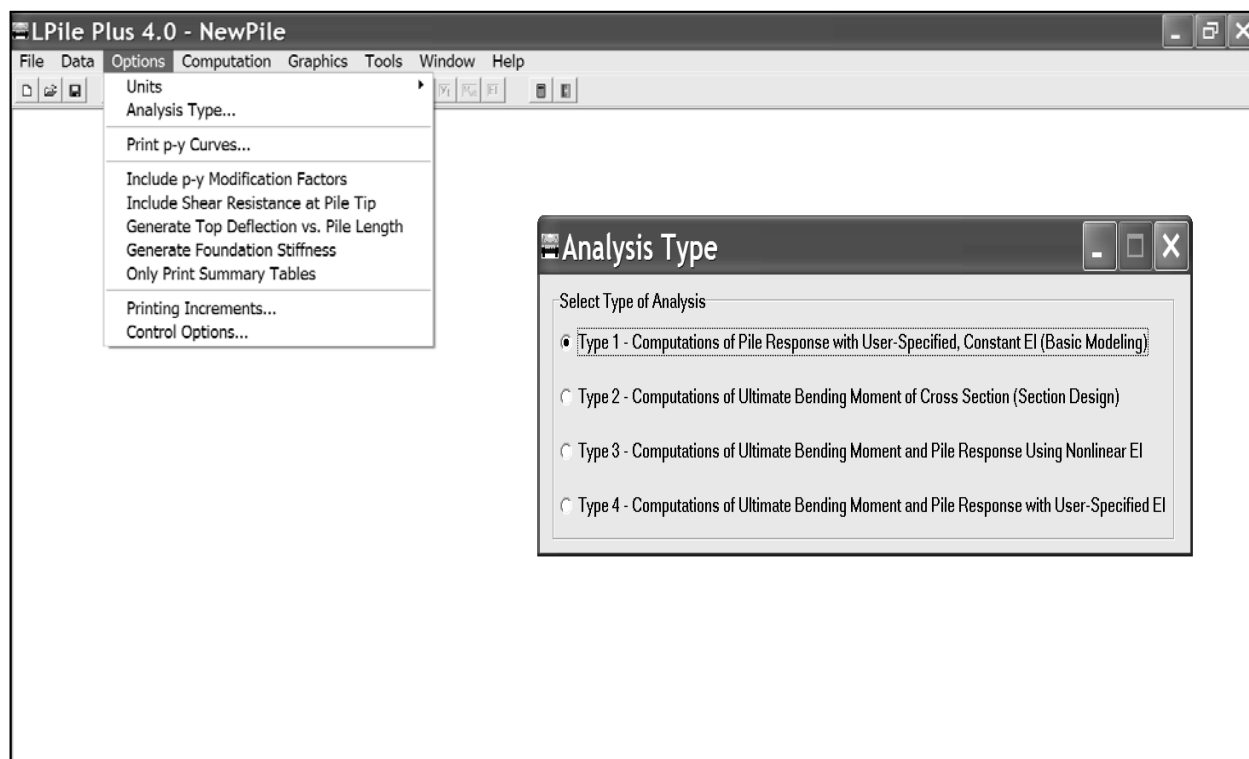 LPile Plus 4.0 - NewPile
File Data Options Computation Graphics Tools Window Help
Units
Analysis Type...
Print p-y Curves...
Include p-y Modification Factors
Include Shear Resistance at Pile Tip
Generate Top Deflection vs. Pile Length
Generate Foundation Stiffness
Only Print Summary Tables
Printing Increments...
Control Options...
Analysis Type
Select Type of Analysis
Type 1 - Computations of Pile Response with User-Specified, Constant EI (Basic Modeling)
Type 2 - Computations of Ultimate Bending Moment of Cross Section (Section Design)
Type 3 - Computations of Ultimate Bending Moment and Pile Response Using Nonlinear EI
Type 4 - Computations of Ultimate Bending Moment and Pile Response with User-Specified EI